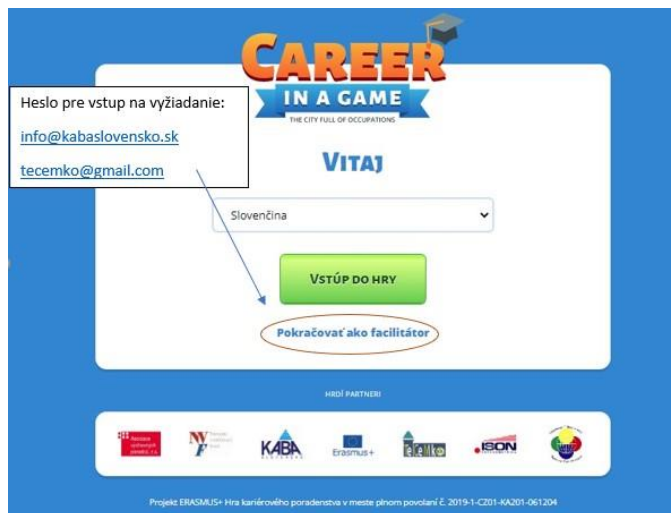 CAREER
IN A GAME
THE CITY FULL OF OCCUPATIONS
Heslo pre vstup na vyžiadanie:
info@kabaslovensko.sk
tecemko@gmail.com
VITAJ
Slovenčina
VSTÚP DO HRY
Pokračovať ako facilitátor
HRDÍ PARTNERI
KABA
Erasmus+
ISON
Projekt ERASMUS+ Hra kariérového poradenstva v meste plnom povolaní č. 2019-1-CZ01-KA201-061204